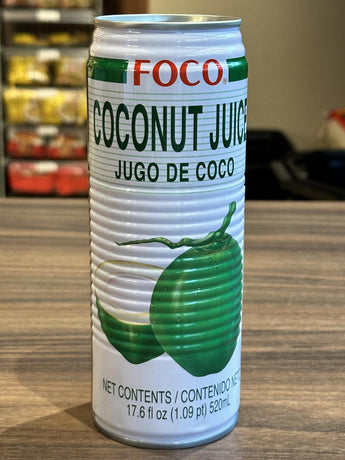 FOCO®
COCONUT JUICE
JUGO DE COCO
NET CONTENTS / CONTENIDO
17.6 fl oz (1.09 pt) 520mL